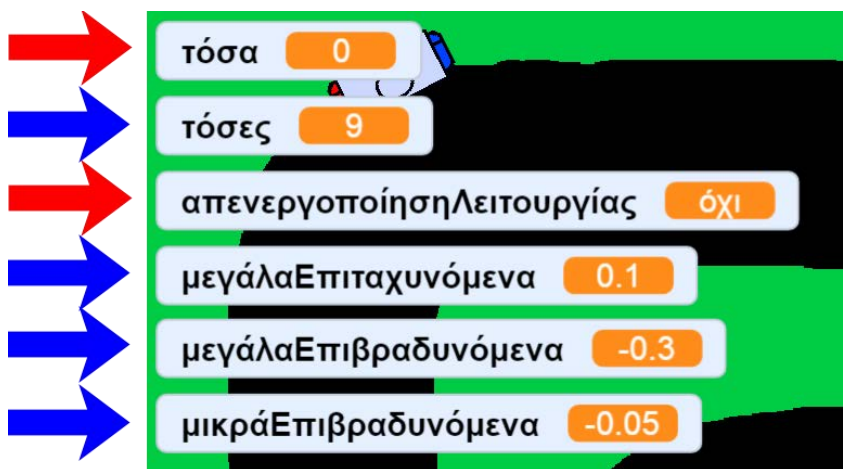 τόσα 0
τόσες 9
απενεργοποίησηΛειτουργίας όχι
μεγάλαΕπιταχυνόμενα 0.1
μεγάλαΕπιβραδυνόμενα -0.3
μικράΕπιβραδυνόμενα -0.05